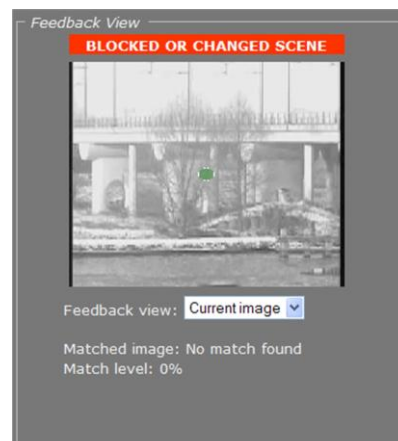 Feedback View
BLOCKED OR CHANGED SCENE
Feedback view: Current image
Matched image: No match found
Match level: 0%